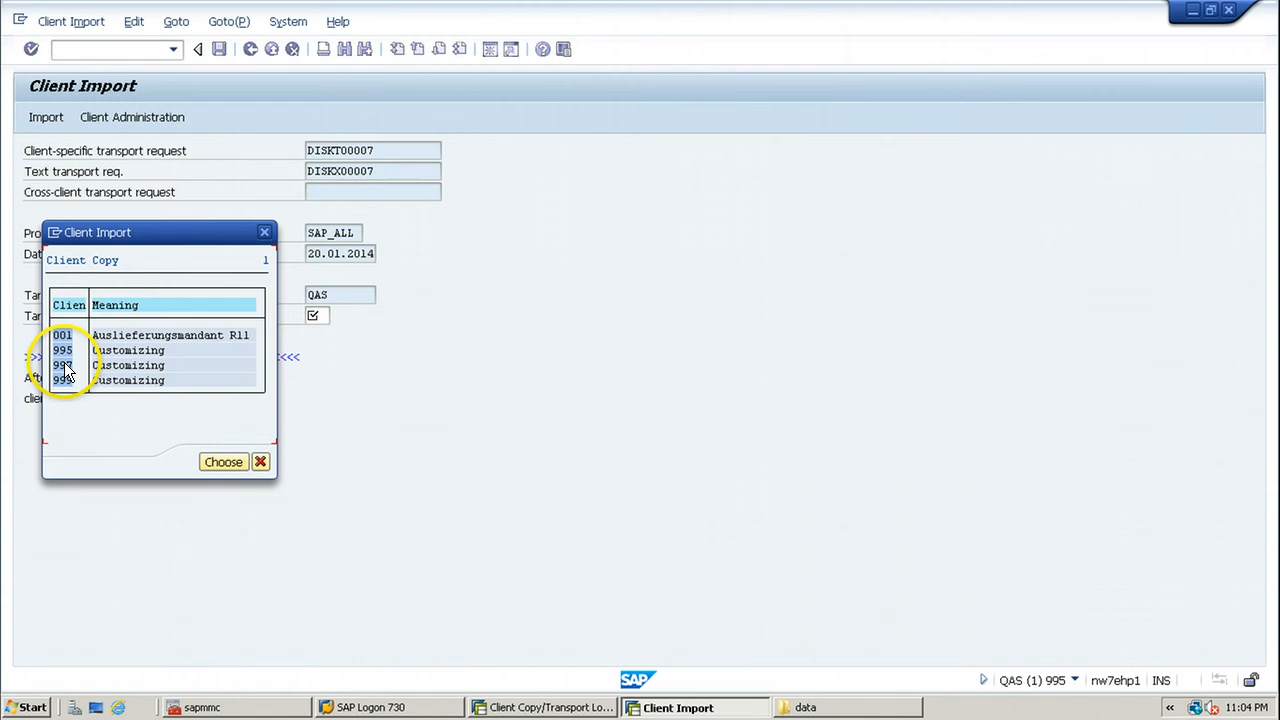 Client Import Edit Goto Goto(P) System Help
Client Import
Import Client Administration
Client-specific transport request DISKT00007
Text transport req. DISKX00007
Cross-client transport request
SAP_ALL
20.01.2014
QAS
Client Import
Client Copy 1
Clien Meaning
001 Auslieferungsmandant R11
995 Customizing
Customizing
Customizing
<<<
Choose
SAP
QAS (1) 995 nw7ehp1 INS
Start sapmmc SAP Logon 730 Client Copy/Transport Lo... Client Import data « 11:04 PM